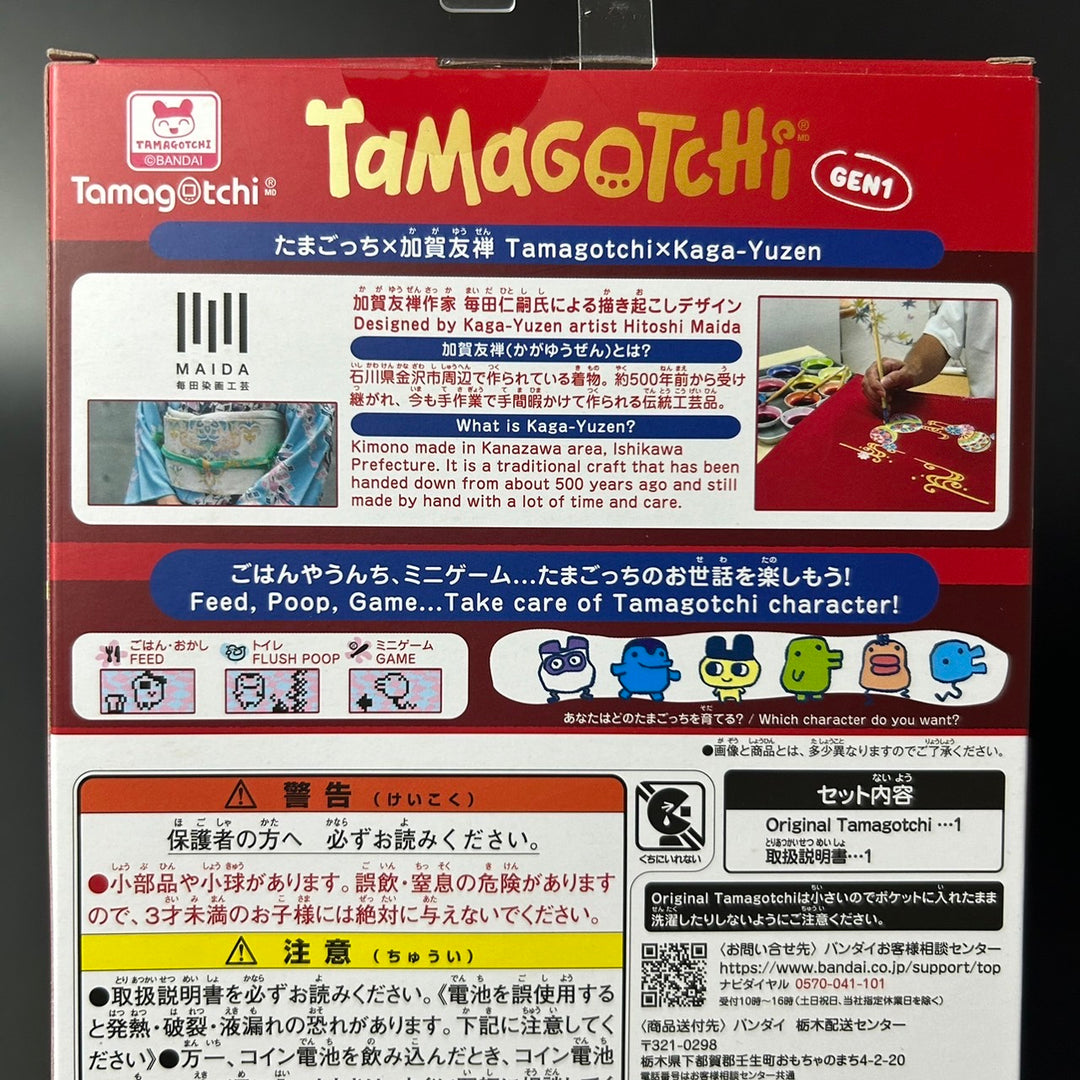 TAMAGOTCHI
©BANDAI
Tamagotchi®MD
TAMAGOTCHI®MD
GEN1
たまごっち×加賀友禅 Tamagotchi×Kaga-Yuzen
MAIDA
毎田染画工芸
加賀友禅作家 毎田仁嗣氏による描き起こしデザイン
Designed by Kaga-Yuzen artist Hitoshi Maida
加賀友禅(かがゆうぜん)とは?
石川県金沢市周辺で作られている着物。約500年前から受け
継がれ、今も手作業で手間暇かけて作られる伝統工芸品。
What is Kaga-Yuzen?
Kimono made in Kanazawa area, Ishikawa
Prefecture. It is a traditional craft that has been
handed down from about 500 years ago and still
made by hand with a lot of time and care.
ごはんやうんち、ミニゲーム...たまごっちのお世話を楽しもう!
Feed, Poop, Game...Take care of Tamagotchi character!
ごはん・おかし
FEED
トイレ
FLUSH POOP
ミニゲーム
GAME
あなたはどのたまごっちを育てる? / Which character do you want?
●画像と商品とは、多少異なりますのでご了承ください。
警告 (けいこく)
保護者の方へ 必ずお読みください。
●小部品や小球があります。誤飲・窒息の危険があります
ので、3才未満のお子様には絶対に与えないでください。
注意 (ちゅうい)
●取扱説明書を必ずお読みください。《電池を誤使用する
と発熱・破裂・液漏れの恐れがあります。下記に注意してく
ださい》●万一、コイン電池を飲み込んだとき、コイン電池
くちにいれない
セット内容
Original Tamagotchi …1
取扱説明書…1
Original Tamagotchiは小さいのでポケットに入れたまま
洗濯したりしないようにご注意ください。
〈お問い合せ先〉バンダイお客様相談センター
https://www.bandai.co.jp/support/top
ナビダイヤル 0570-041-101
受付10時~16時(土日祝日、当社指定休業日を除く)
〈商品送付先〉バンダイ 栃木配送センター
〒321-0298
栃木県下都賀郡壬生町おもちゃのまち4-2-20
電話番号はお客様相談センター共通